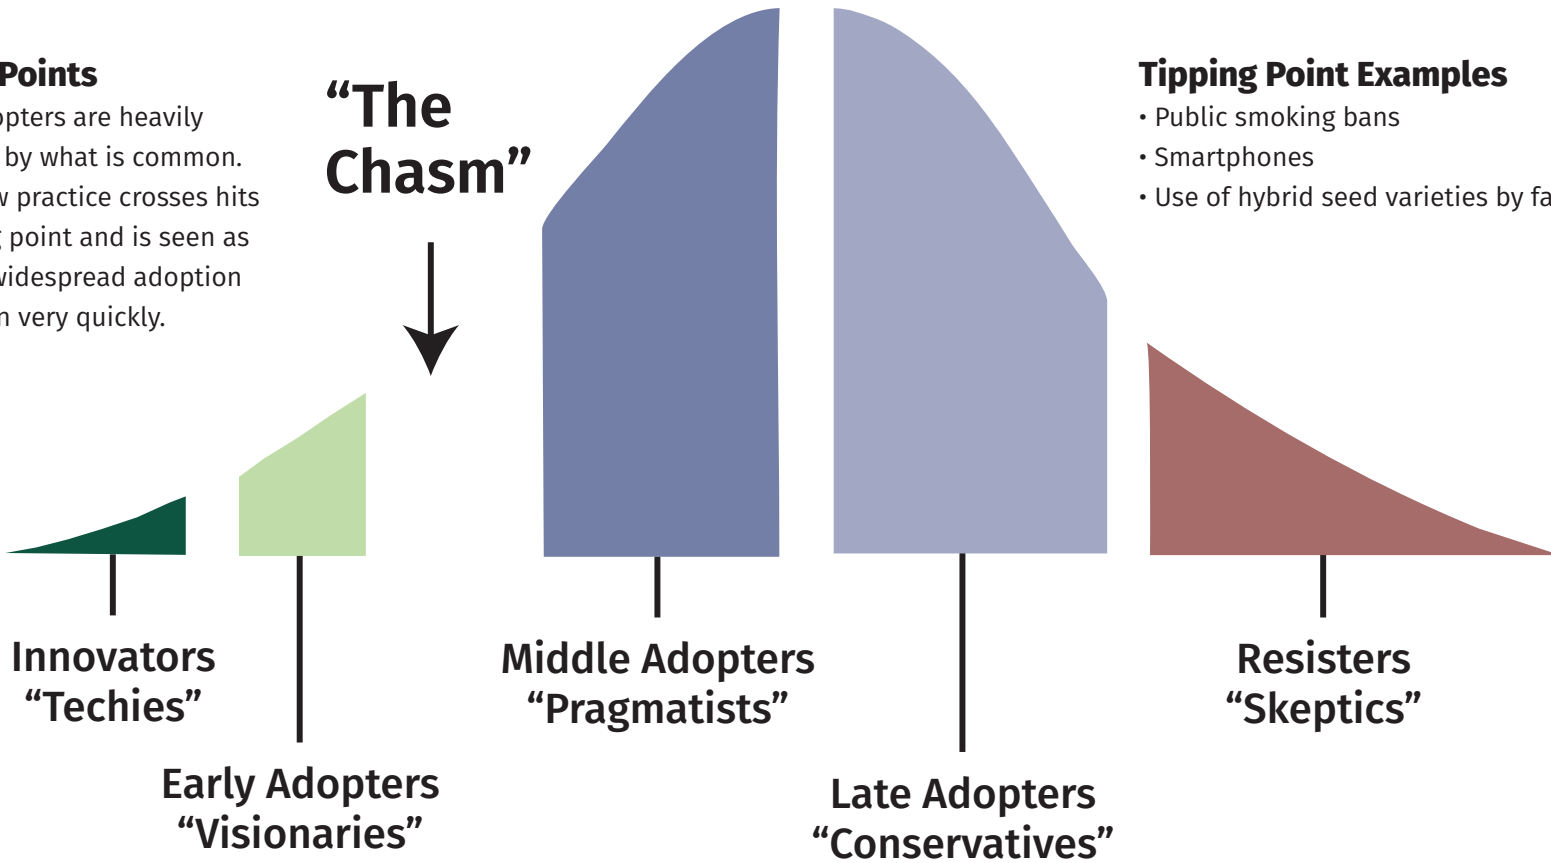 Points
opters are heavily
by what is common.
w practice crosses hits
g point and is seen as
widespread adoption
n very quickly.
“The
Chasm”
Tipping Point Examples
• Public smoking bans
• Smartphones
• Use of hybrid seed varieties by fa
Innovators
“Techies”
Early Adopters
“Visionaries”
Middle Adopters
“Pragmatists”
Late Adopters
“Conservatives”
Resisters
“Skeptics”